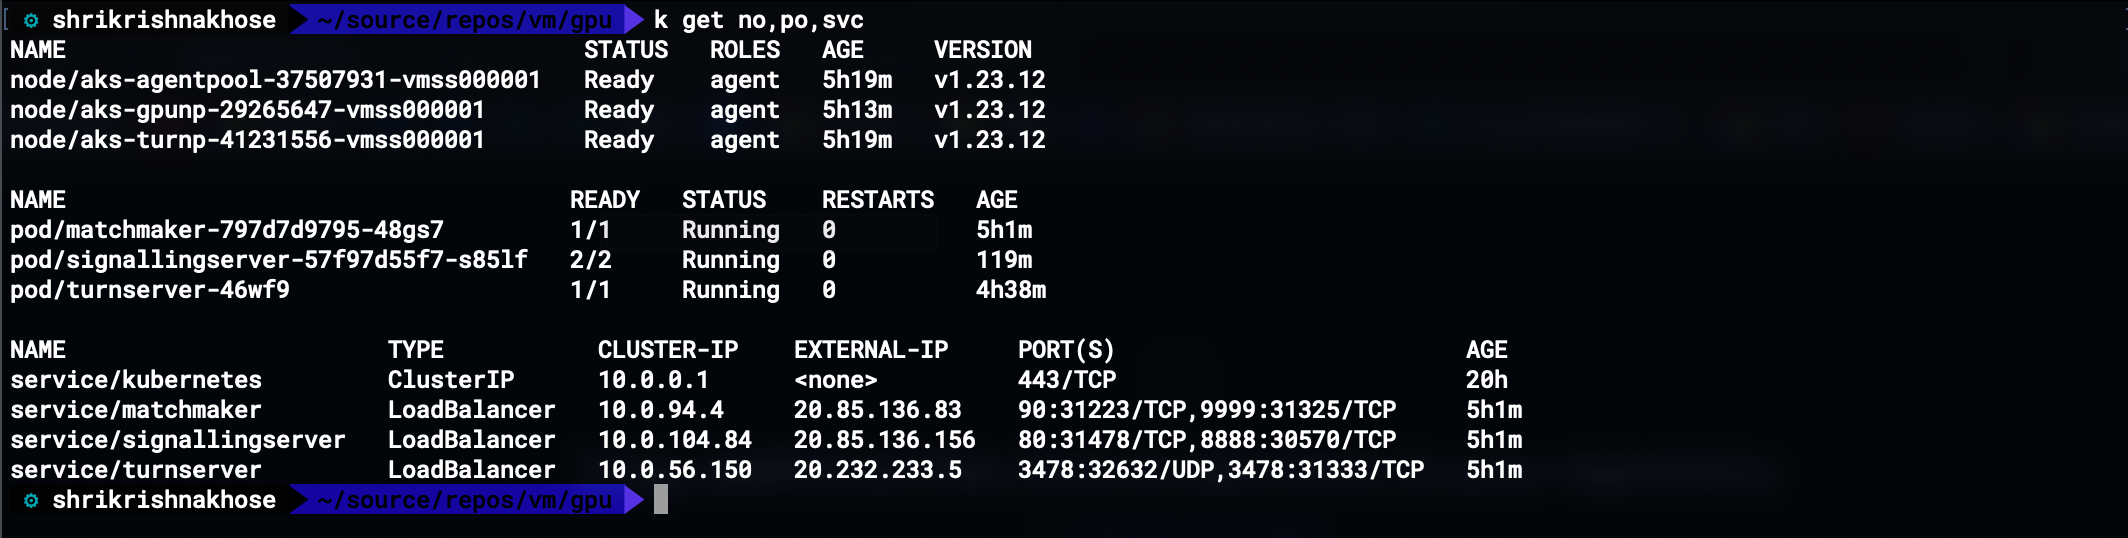 ⚙ shrikrishnakhose ~/source/repos/vm/gpu k get no,po,svc
NAME STATUS ROLES AGE VERSION
node/aks-agentpool-37507931-vmss000001 Ready agent 5h19m v1.23.12
node/aks-gpunp-29265647-vmss000001 Ready agent 5h13m v1.23.12
node/aks-turnp-41231556-vmss000001 Ready agent 5h19m v1.23.12
NAME READY STATUS RESTARTS AGE
pod/matchmaker-797d7d9795-48gs7 1/1 Running 0 5h1m
pod/signallingserver-57f97d55f7-s85lf 2/2 Running 0 119m
pod/turnserver-46wf9 1/1 Running 0 4h38m
NAME TYPE CLUSTER-IP EXTERNAL-IP PORT(S) AGE
service/kubernetes ClusterIP 10.0.0.1 <none> 443/TCP 20h
service/matchmaker LoadBalancer 10.0.94.4 20.85.136.83 90:31223/TCP,9999:31325/TCP 5h1m
service/signallingserver LoadBalancer 10.0.104.84 20.85.136.156 80:31478/TCP,8888:30570/TCP 5h1m
service/turnserver LoadBalancer 10.0.56.150 20.232.233.5 3478:32632/UDP,3478:31333/TCP 5h1m
⚙ shrikrishnakhose ~/source/repos/vm/gpu